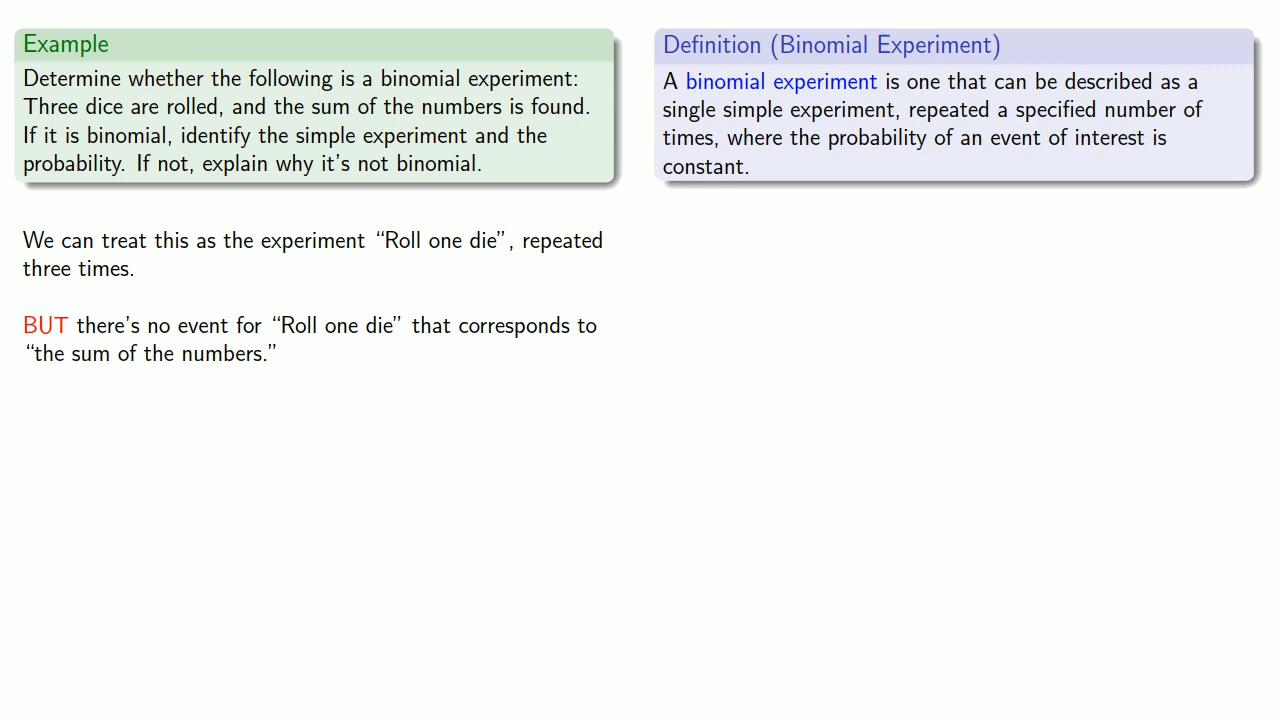 Example
Determine whether the following is a binomial experiment:
Three dice are rolled, and the sum of the numbers is found.
If it is binomial, identify the simple experiment and the
probability. If not, explain why it's not binomial.
We can treat this as the experiment “Roll one die”, repeated
three times.
BUT there's no event for “Roll one die” that corresponds to
“the sum of the numbers.”
Definition (Binomial Experiment)
A binomial experiment is one that can be described as a
single simple experiment, repeated a specified number of
times, where the probability of an event of interest is
constant.